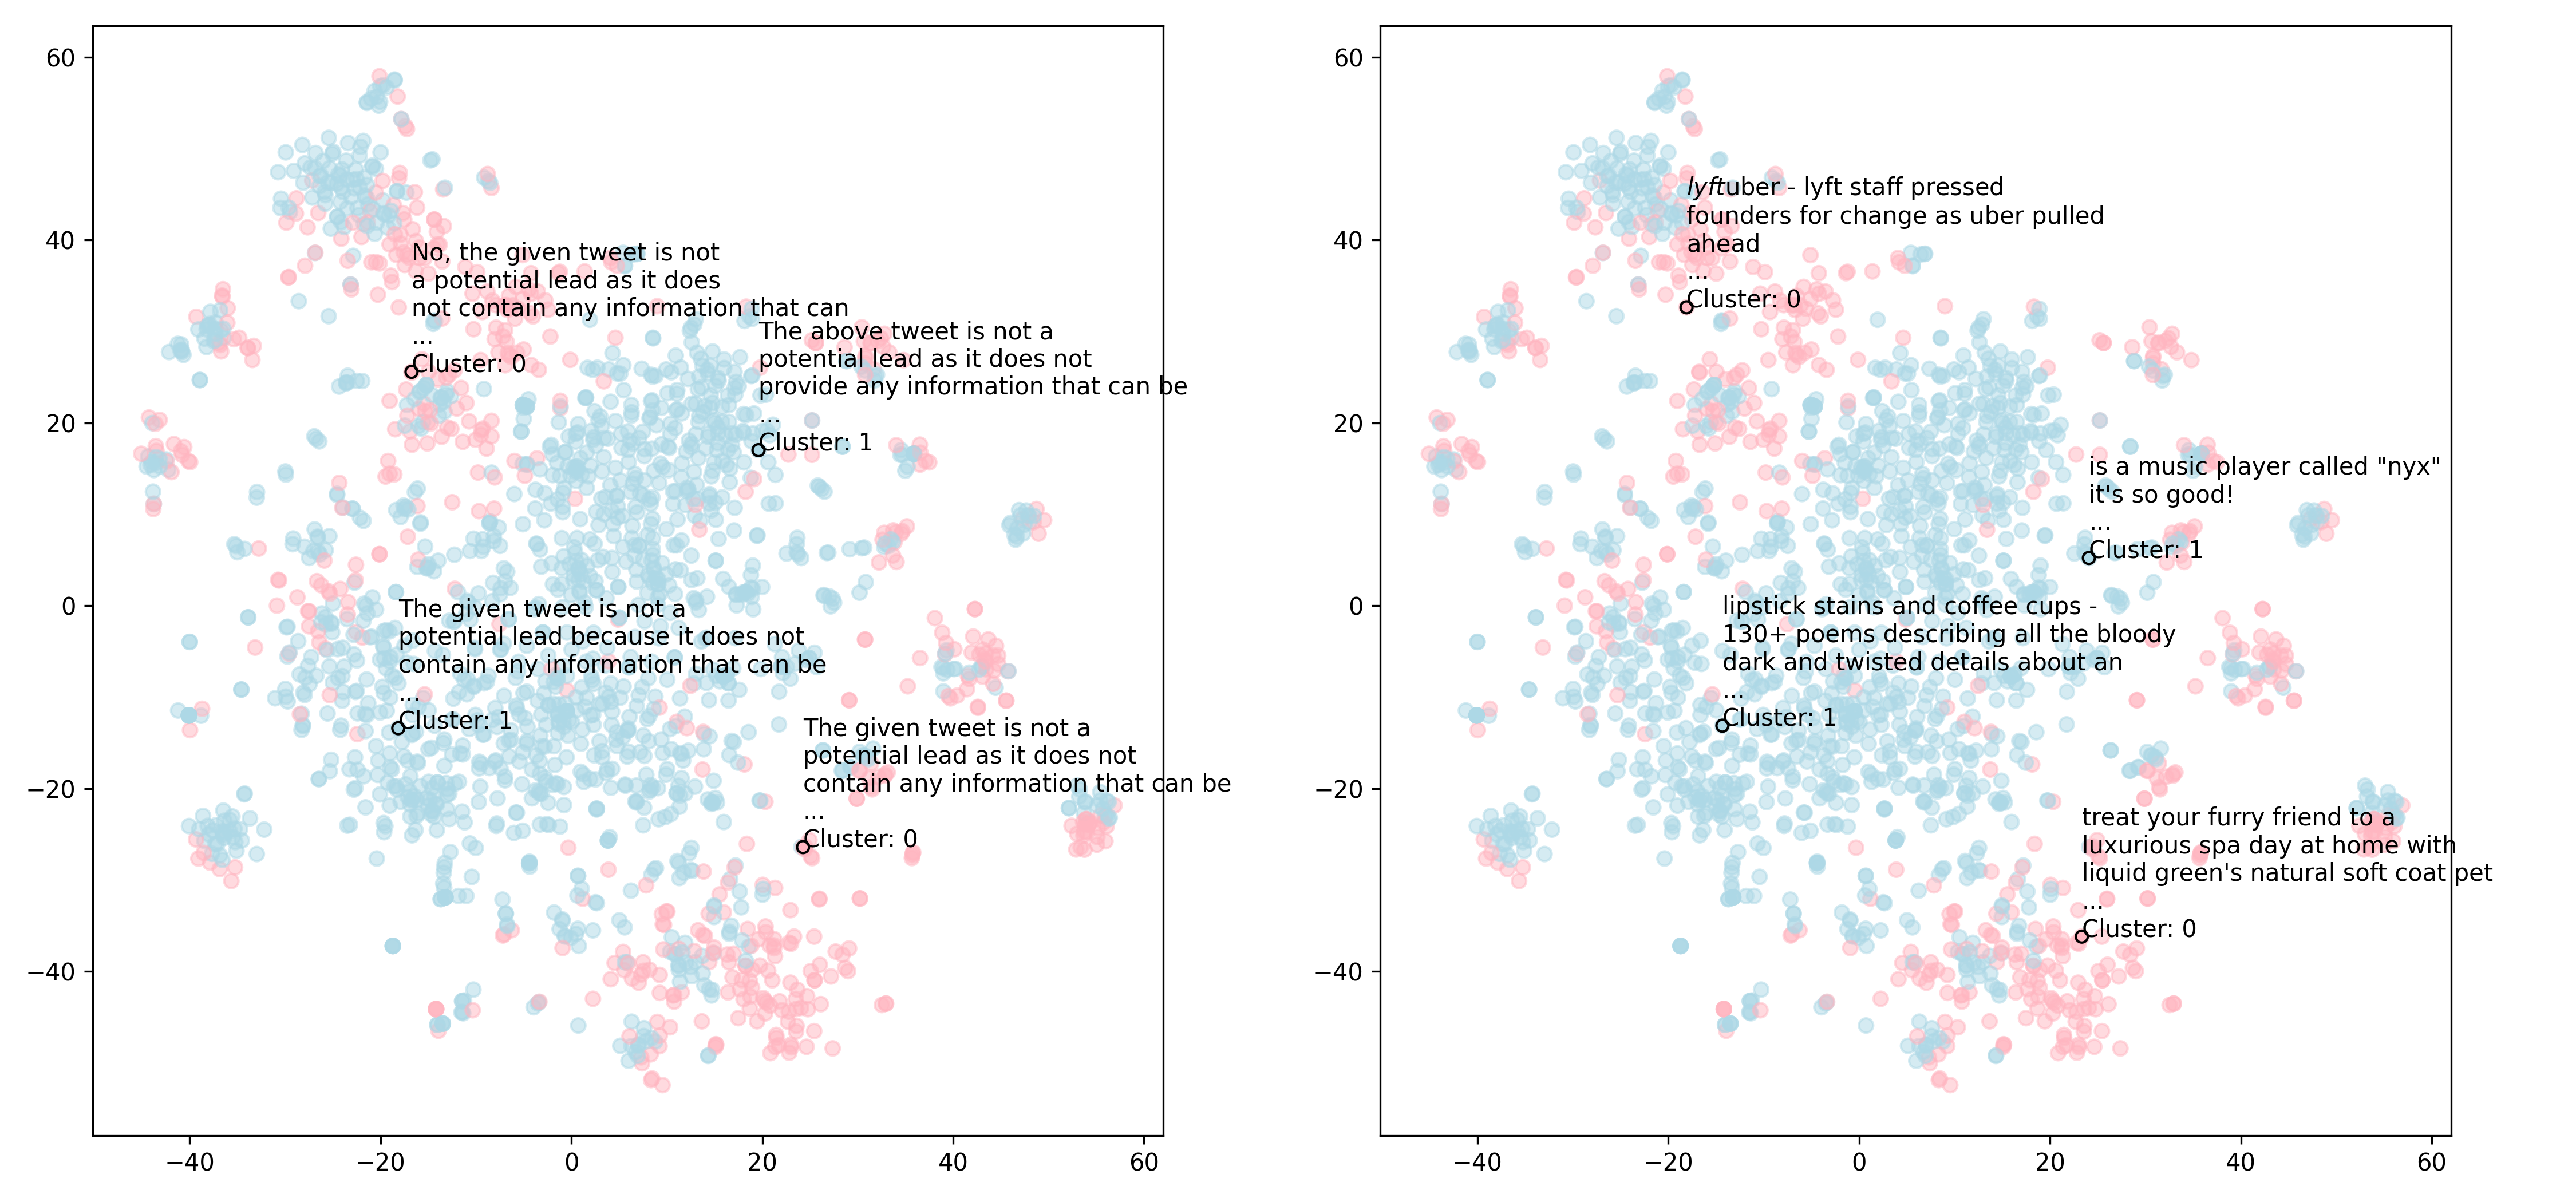 60
40
20
0
−20
−40
−40
−20
0
20
40
60
No, the given tweet is not
a potential lead as it does
not contain any information that can
...
Cluster: 0
The above tweet is not a
potential lead as it does not
provide any information that can be
...
Cluster: 1
The given tweet is not a
potential lead because it does not
contain any information that can be
...
Cluster: 1
The given tweet is not a
potential lead as it does not
contain any information that can be
...
Cluster: 0
60
40
20
0
−20
−40
−40
−20
0
20
40
60
lyftuber - lyft staff pressed
founders for change as uber pulled
ahead
...
Cluster: 0
is a music player called "nyx"
it's so good!
...
Cluster: 1
lipstick stains and coffee cups -
130+ poems describing all the bloody
dark and twisted details about an
...
Cluster: 1
treat your furry friend to a
luxurious spa day at home with
liquid green's natural soft coat pet
...
Cluster: 0